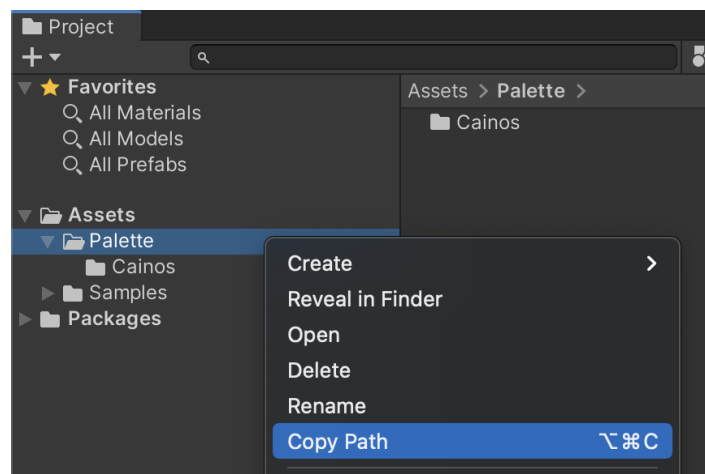 Project
Favorites
All Materials
All Models
All Prefabs
Assets
Palette
Cainos
Samples
Packages
Assets > Palette >
Cainos
Create
Reveal in Finder
Open
Delete
Rename
Copy Path ⌥⌘C